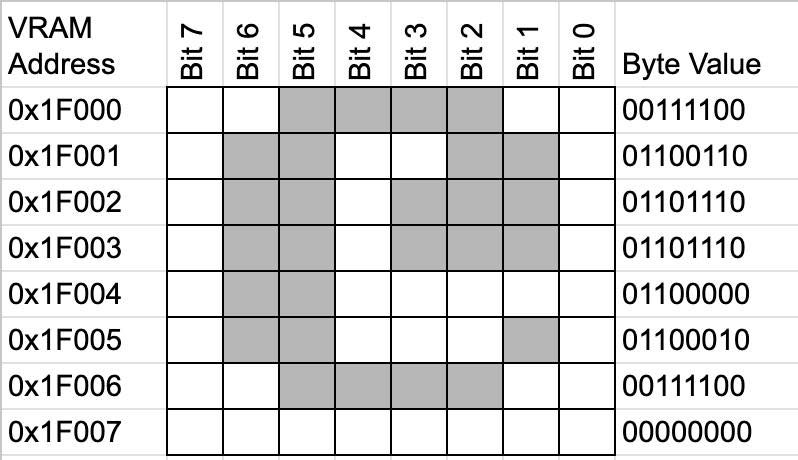 VRAM Address Bit 7 Bit 6 Bit 5 Bit 4 Bit 3 Bit 2 Bit 1 Bit 0 Byte Value
0x1F000 00111100
0x1F001 01100110
0x1F002 01101110
0x1F003 01101110
0x1F004 01100000
0x1F005 01100010
0x1F006 00111100
0x1F007 00000000